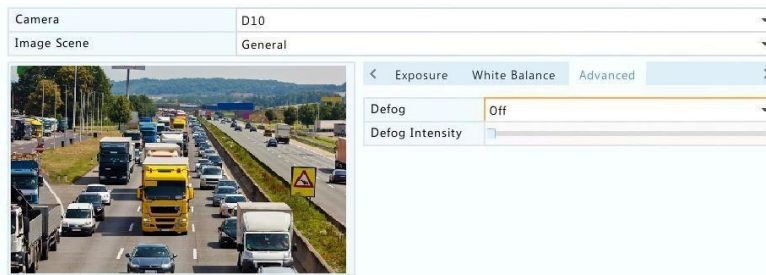 Camera D10
Image Scene General
Exposure White Balance Advanced
Defog Off
Defog Intensity